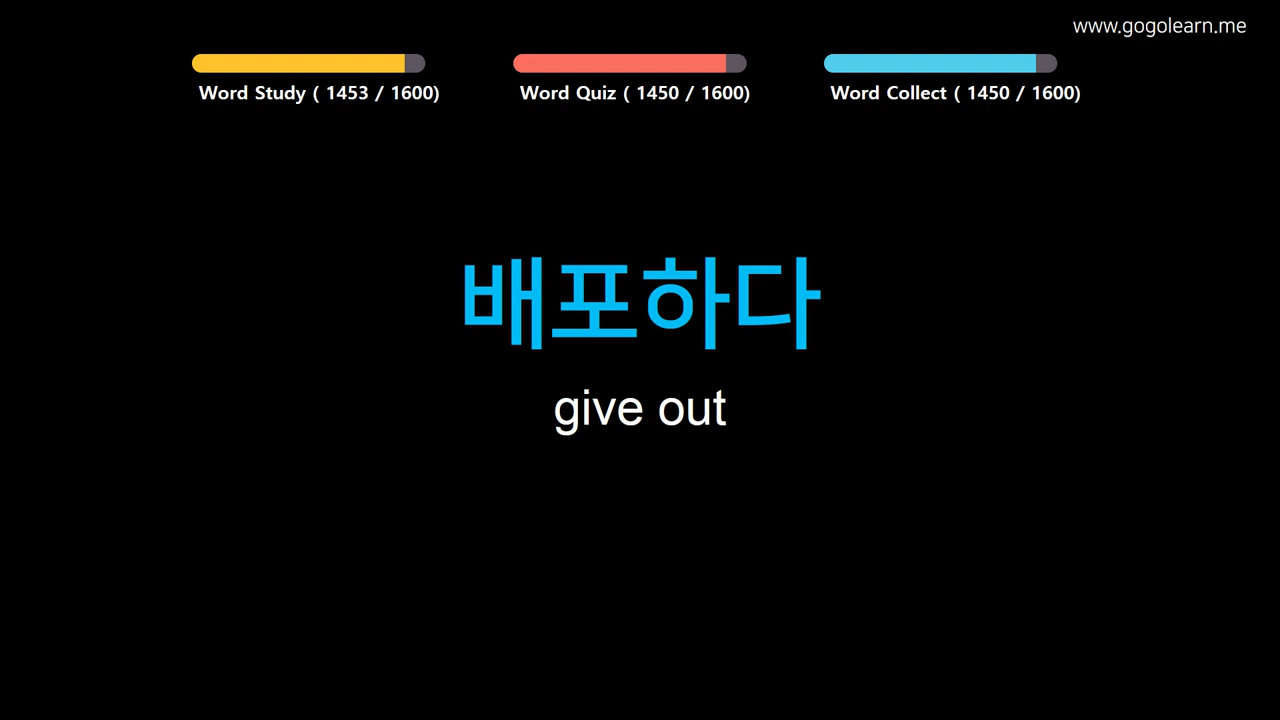 www.gogolearn.me
Word Study ( 1453 / 1600)
Word Quiz ( 1450 / 1600)
Word Collect ( 1450 / 1600)
배포하다
give out